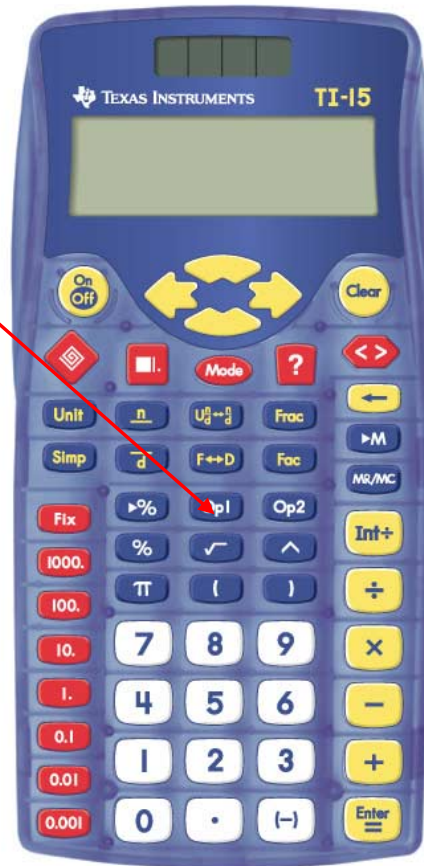 TEXAS INSTRUMENTS TI-15
On
Off
Clear
Mode ? < >
Unit n U n/d ↔ n/d Frac ←
▸M
Simp d F↔D Fac
MR/MC
▸% Op1 Op2
Fix Int÷
% √ ^
1000.
π ( ) ÷
100.
10. 7 8 9 ×
1. 4 5 6 −
0.1
1 2 3 +
0.01
0.001 0 . (−) Enter
=